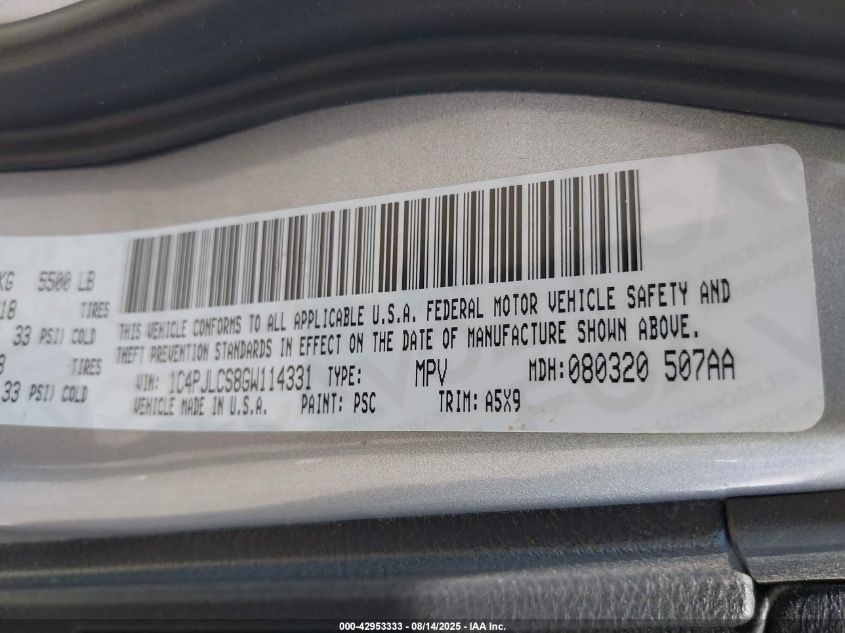 KG 5500 LB
18 TIRES
33 PSI) COLD
TIRES
33 PSI) COLD
THIS VEHICLE CONFORMS TO ALL APPLICABLE U.S.A. FEDERAL MOTOR VEHICLE SAFETY AND
THEFT PREVENTION STANDARDS IN EFFECT ON THE DATE OF MANUFACTURE SHOWN ABOVE.
VIN: 1C4PJLCS8GW114331 TYPE: MPV MDH:080320 507AA
VEHICLE MADE IN U.S.A. PAINT: PSC TRIM: A5X9
000-42953333 - 08/14/2025 - IAA Inc.